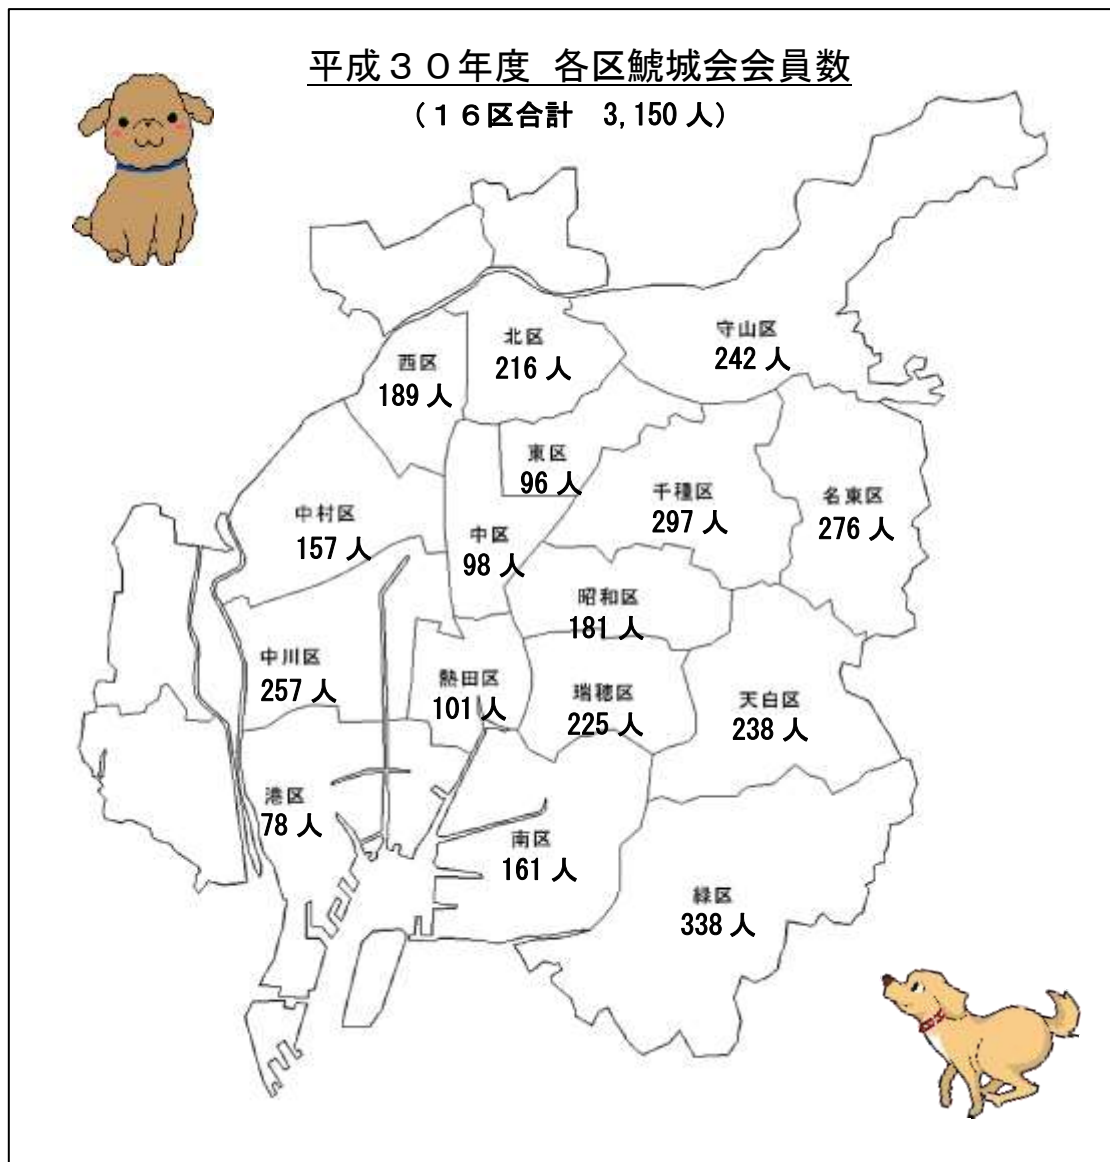 平成３０年度 各区鯱城会会員数
（１６区合計 3,150 人）
守山区
242 人
北区
216 人
西区
189 人
東区
96 人
千種区
297 人
名東区
276 人
中村区
157 人
中区
98 人
昭和区
181 人
中川区
257 人
熱田区
101 人
瑞穂区
225 人
天白区
238 人
港区
78 人
南区
161 人
緑区
338 人